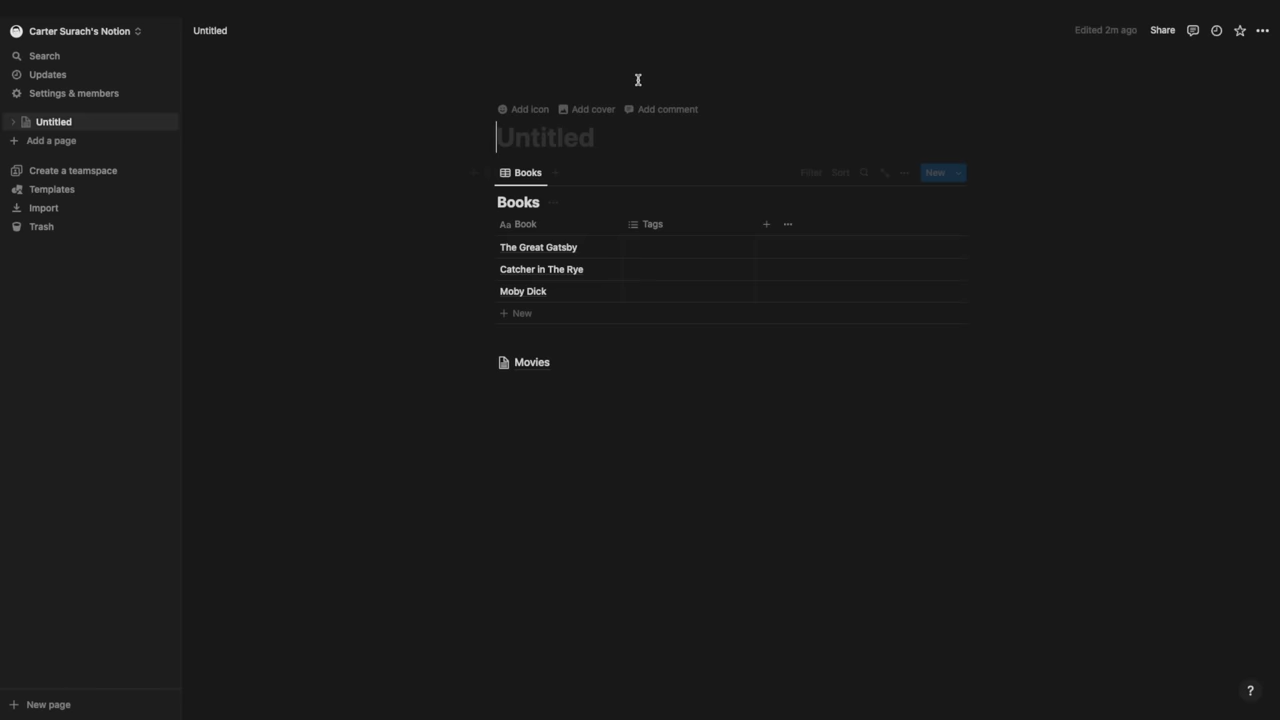 Carter Surach's Notion
Search
Updates
Settings & members
Untitled
Add a page
Create a teamspace
Templates
Import
Trash
New page
Untitled
Edited 2m ago Share
Add icon Add cover Add comment
Untitled
Books
Filter Sort New
Books
Aa Book Tags
The Great Gatsby
Catcher in The Rye
Moby Dick
New
Movies
?